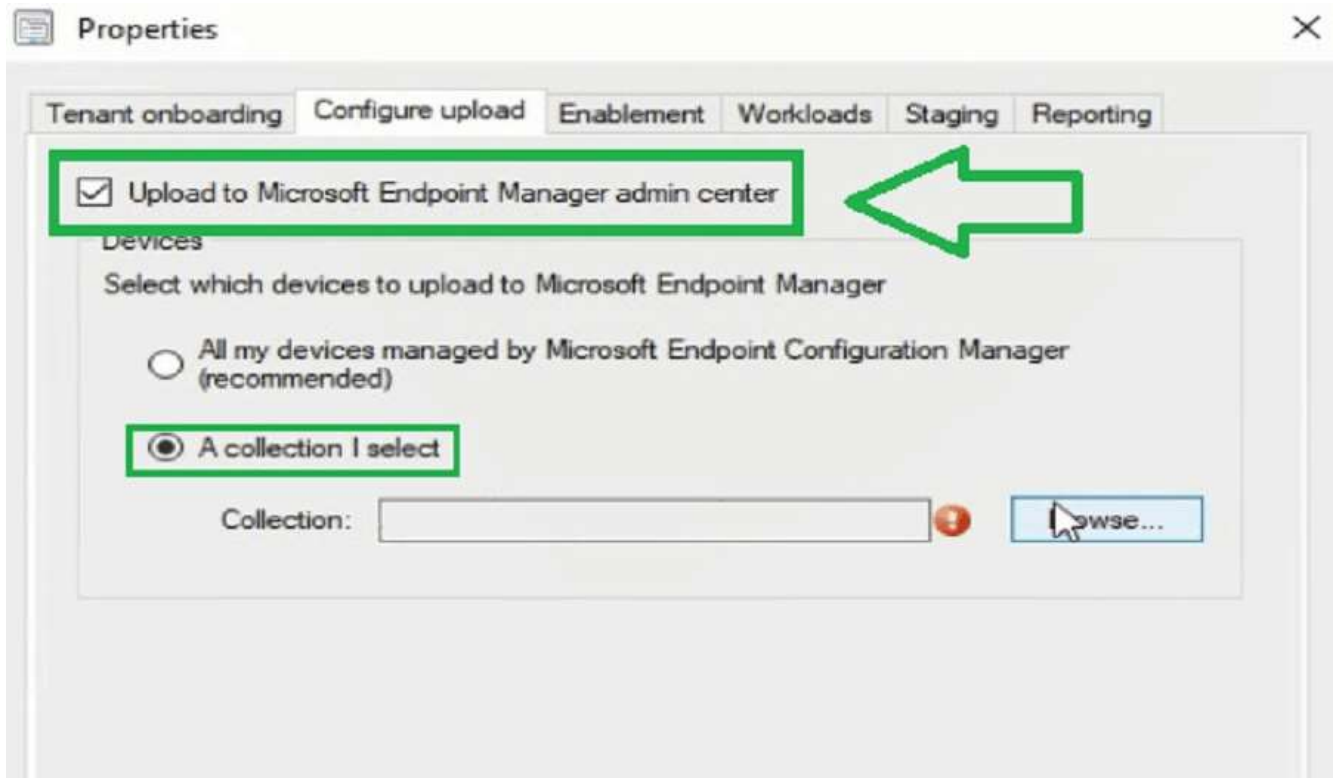 Properties
Tenant onboarding Configure upload Enablement Workloads Staging Reporting
Upload to Microsoft Endpoint Manager admin center
Devices
Select which devices to upload to Microsoft Endpoint Manager
All my devices managed by Microsoft Endpoint Configuration Manager
(recommended)
A collection I select
Collection: Browse...